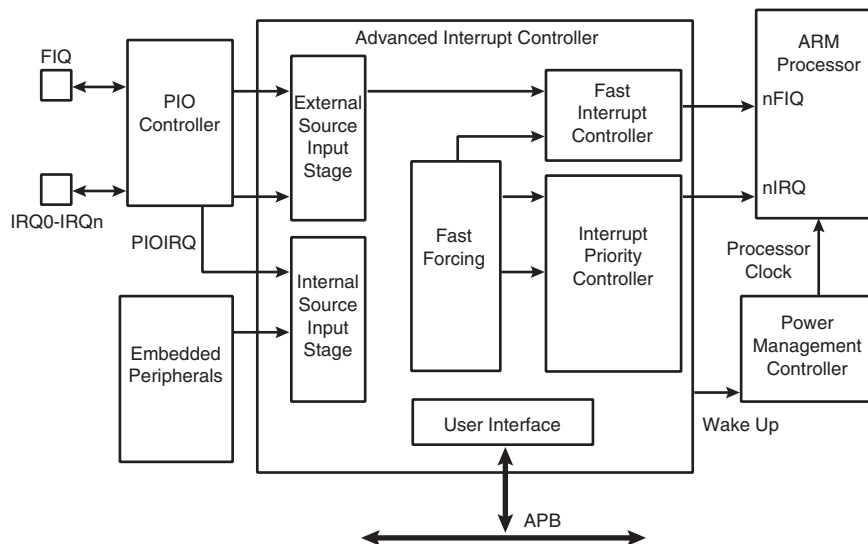 Advanced Interrupt Controller
ARM
Processor
FIQ
PIO
Controller
External
Source
Input
Stage
Fast
Interrupt
Controller
nFIQ
IRQ0-IRQn
PIOIRQ
Fast
Forcing
Interrupt
Priority
Controller
nIRQ
Processor
Clock
Internal
Source
Input
Stage
Embedded
Peripherals
Power
Management
Controller
User Interface
Wake Up
APB